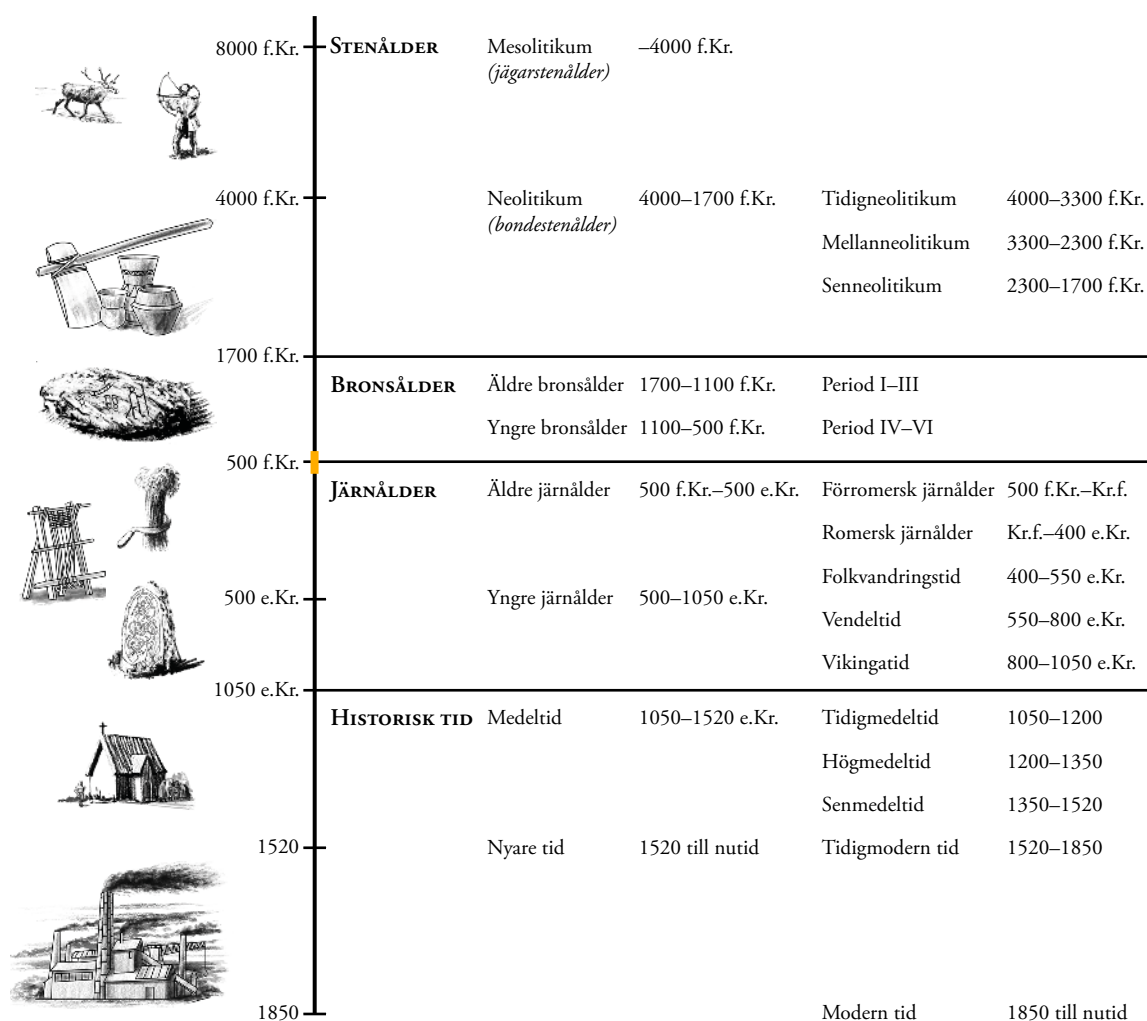 8000 f.Kr. STENÅLDER Mesolitikum –4000 f.Kr.
(jägarstenålder)
4000 f.Kr. Neolitikum 4000–1700 f.Kr. Tidigneolitikum 4000–3300 f.Kr.
(bondestenålder)
Mellanneolitikum 3300–2300 f.Kr.
Senneolitikum 2300–1700 f.Kr.
1700 f.Kr.
BRONSÅLDER Äldre bronsålder 1700–1100 f.Kr. Period I–III
Yngre bronsålder 1100–500 f.Kr. Period IV–VI
500 f.Kr.
JÄRNÅLDER Äldre järnålder 500 f.Kr.–500 e.Kr. Förromersk järnålder 500 f.Kr.–Kr.f.
Romersk järnålder Kr.f.–400 e.Kr.
Folkvandringstid 400–550 e.Kr.
500 e.Kr. Yngre järnålder 500–1050 e.Kr.
Vendeltid 550–800 e.Kr.
Vikingatid 800–1050 e.Kr.
1050 e.Kr.
HISTORISK TID Medeltid 1050–1520 e.Kr. Tidigmedeltid 1050–1200
Högmedeltid 1200–1350
Senmedeltid 1350–1520
1520 Nyare tid 1520 till nutid Tidigmodern tid 1520–1850
1850 Modern tid 1850 till nutid